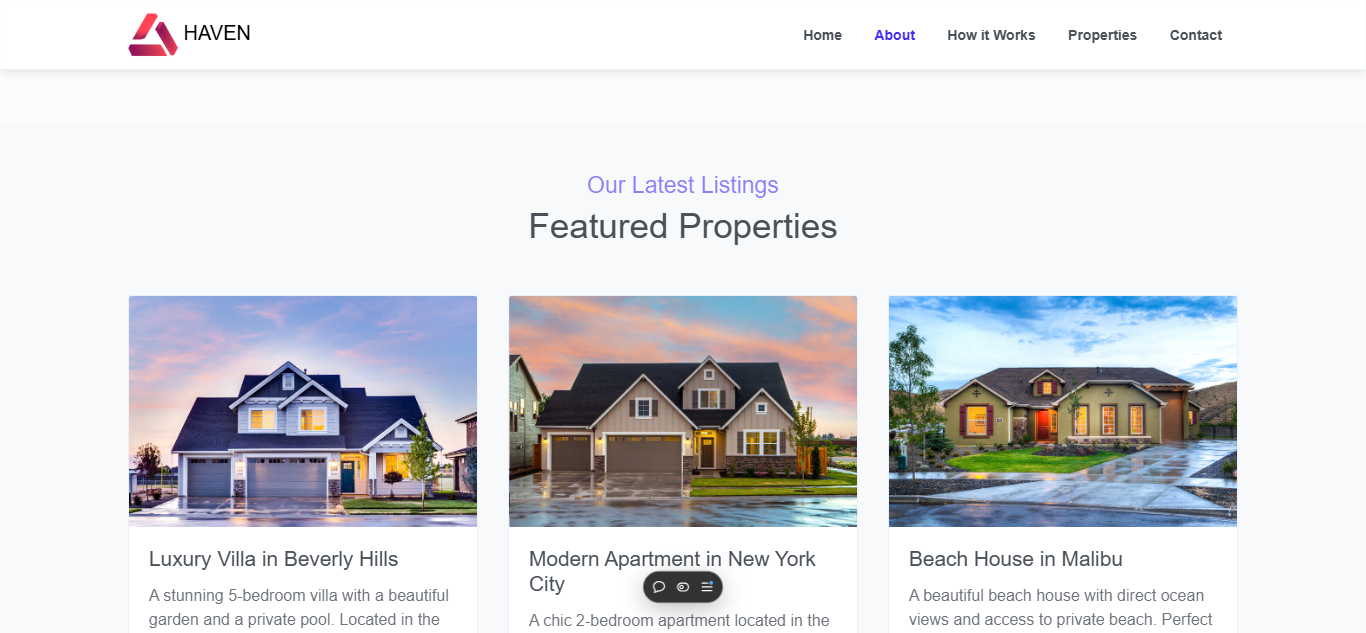 HAVEN
Home
About
How it Works
Properties
Contact
Our Latest Listings
Featured Properties
Luxury Villa in Beverly Hills
A stunning 5-bedroom villa with a beautiful
garden and a private pool. Located in the
Modern Apartment in New York
City
A chic 2-bedroom apartment located in the
Beach House in Malibu
A beautiful beach house with direct ocean
views and access to private beach. Perfect